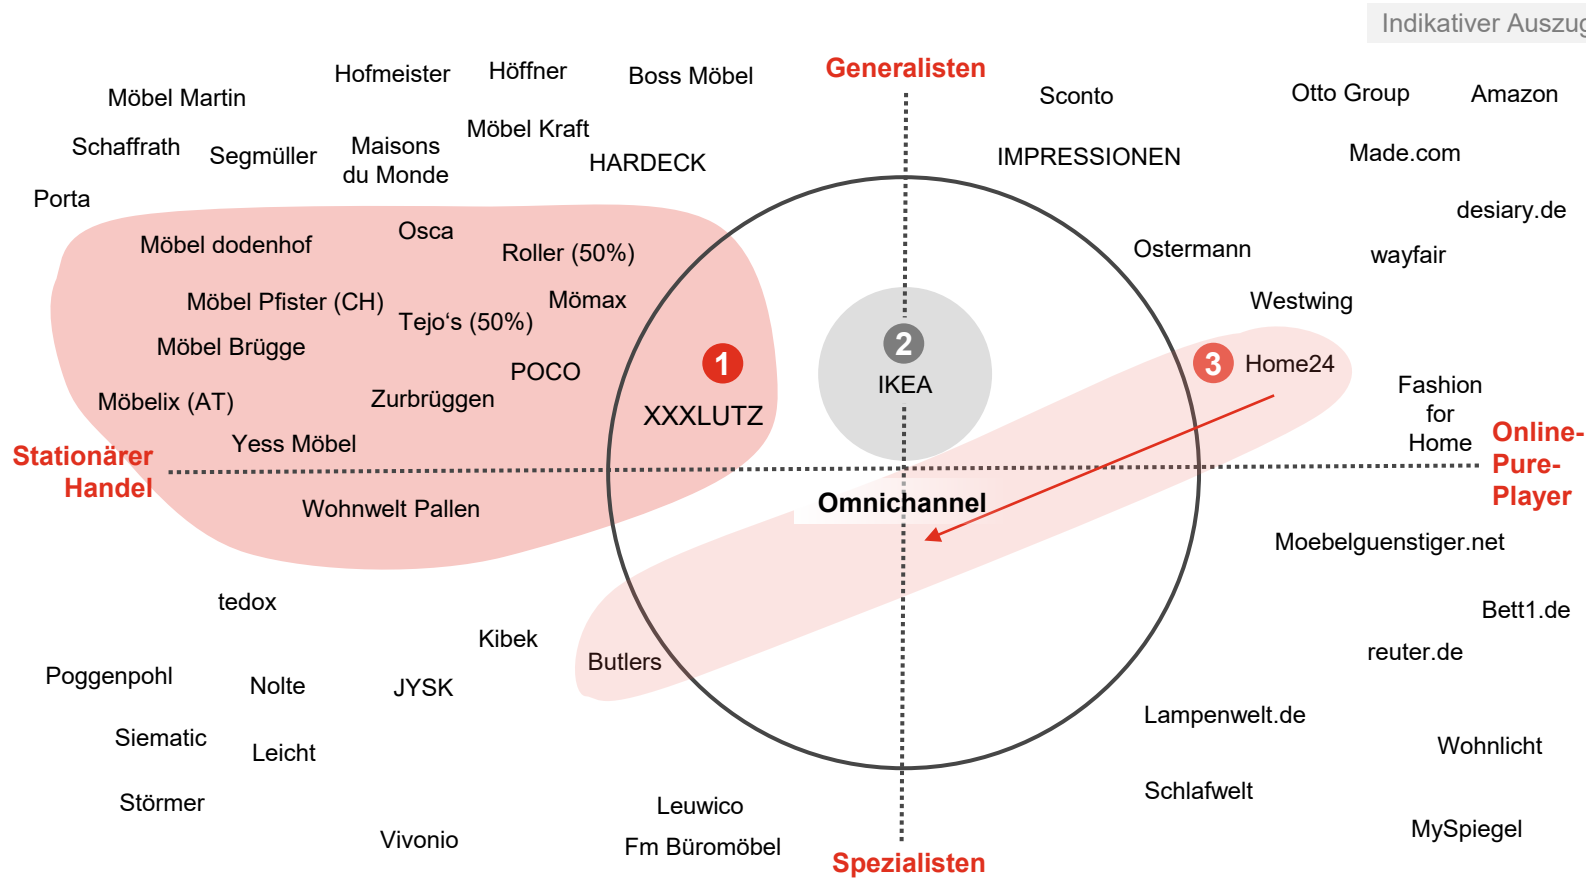 Indikativer Auszug
Generalisten
Hofmeister
Höffner
Boss Möbel
Möbel Martin
Möbel Kraft
Schaffrath
Segmüller
Maisons
du Monde
HARDECK
Porta
Sconto
Otto Group
Amazon
IMPRESSIONEN
Made.com
desiary.de
Ostermann
wayfair
Westwing
Möbel dodenhof
Osca
Roller (50%)
Möbel Pfister (CH)
Tejo‘s (50%)
Mömax
Möbel Brügge
POCO
Möbelix (AT)
Zurbrüggen
Yess Möbel
1
XXXLUTZ
2
IKEA
3
Home24
Fashion
for
Home
Stationärer
Handel
Online-
Pure-
Player
Wohnwelt Pallen
Omnichannel
Moebelguenstiger.net
tedox
Kibek
Butlers
Bett1.de
reuter.de
Poggenpohl
Nolte
JYSK
Lampenwelt.de
Siematic
Leicht
Wohnlicht
Störmer
Leuwico
Schlafwelt
Vivonio
Fm Büromöbel
MySpiegel
Spezialisten